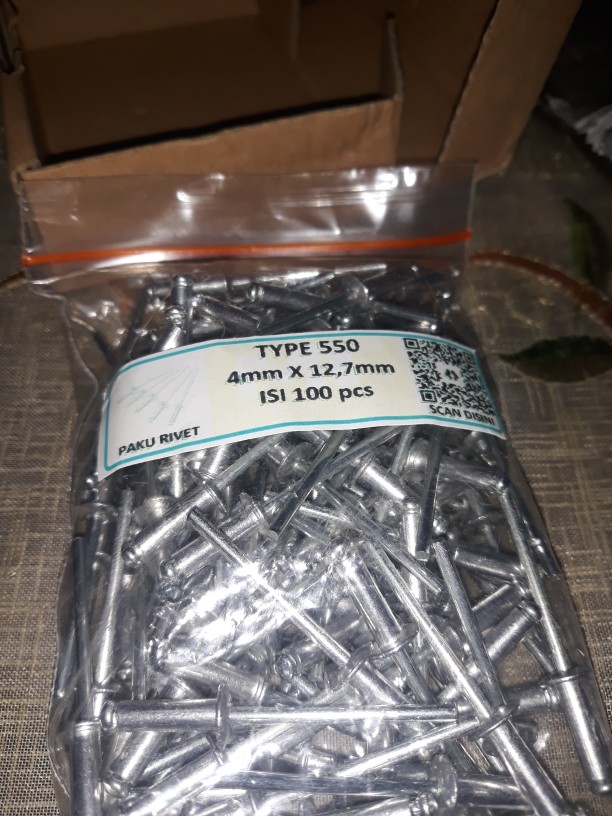 TYPE 550
4mm X 12,7mm
ISI 100 pcs
PAKU RIVET
SCAN DISINI